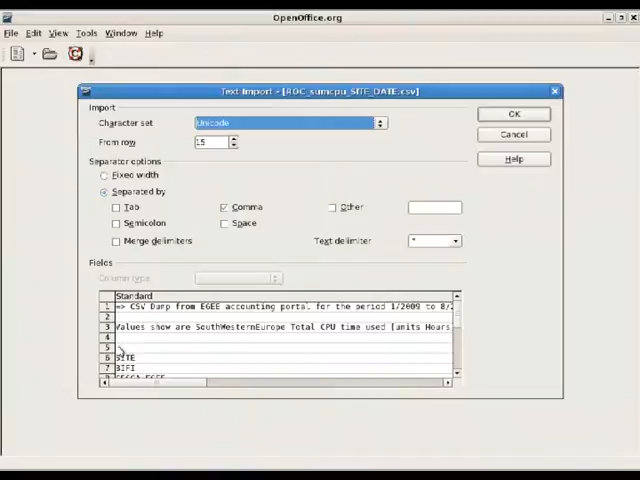 OpenOffice.org
File Edit View Tools Window Help
Text Import - [ROC_sumcpu_SITE_DATE.csv]
Import
Character set Unicode
From row 15
OK
Cancel
Help
Separator options
Fixed width
Separated by
Tab Comma Other
Semicolon Space
Merge delimiters Text delimiter "
Fields
Column type
Standard
1 => CSV Dump from EGEE accounting portal for the period 1/2009 to 8/2
2
3 Values show are SouthWesternEurope Total CPU time used [units Hours
4
5
6 SITE
7 BIFI